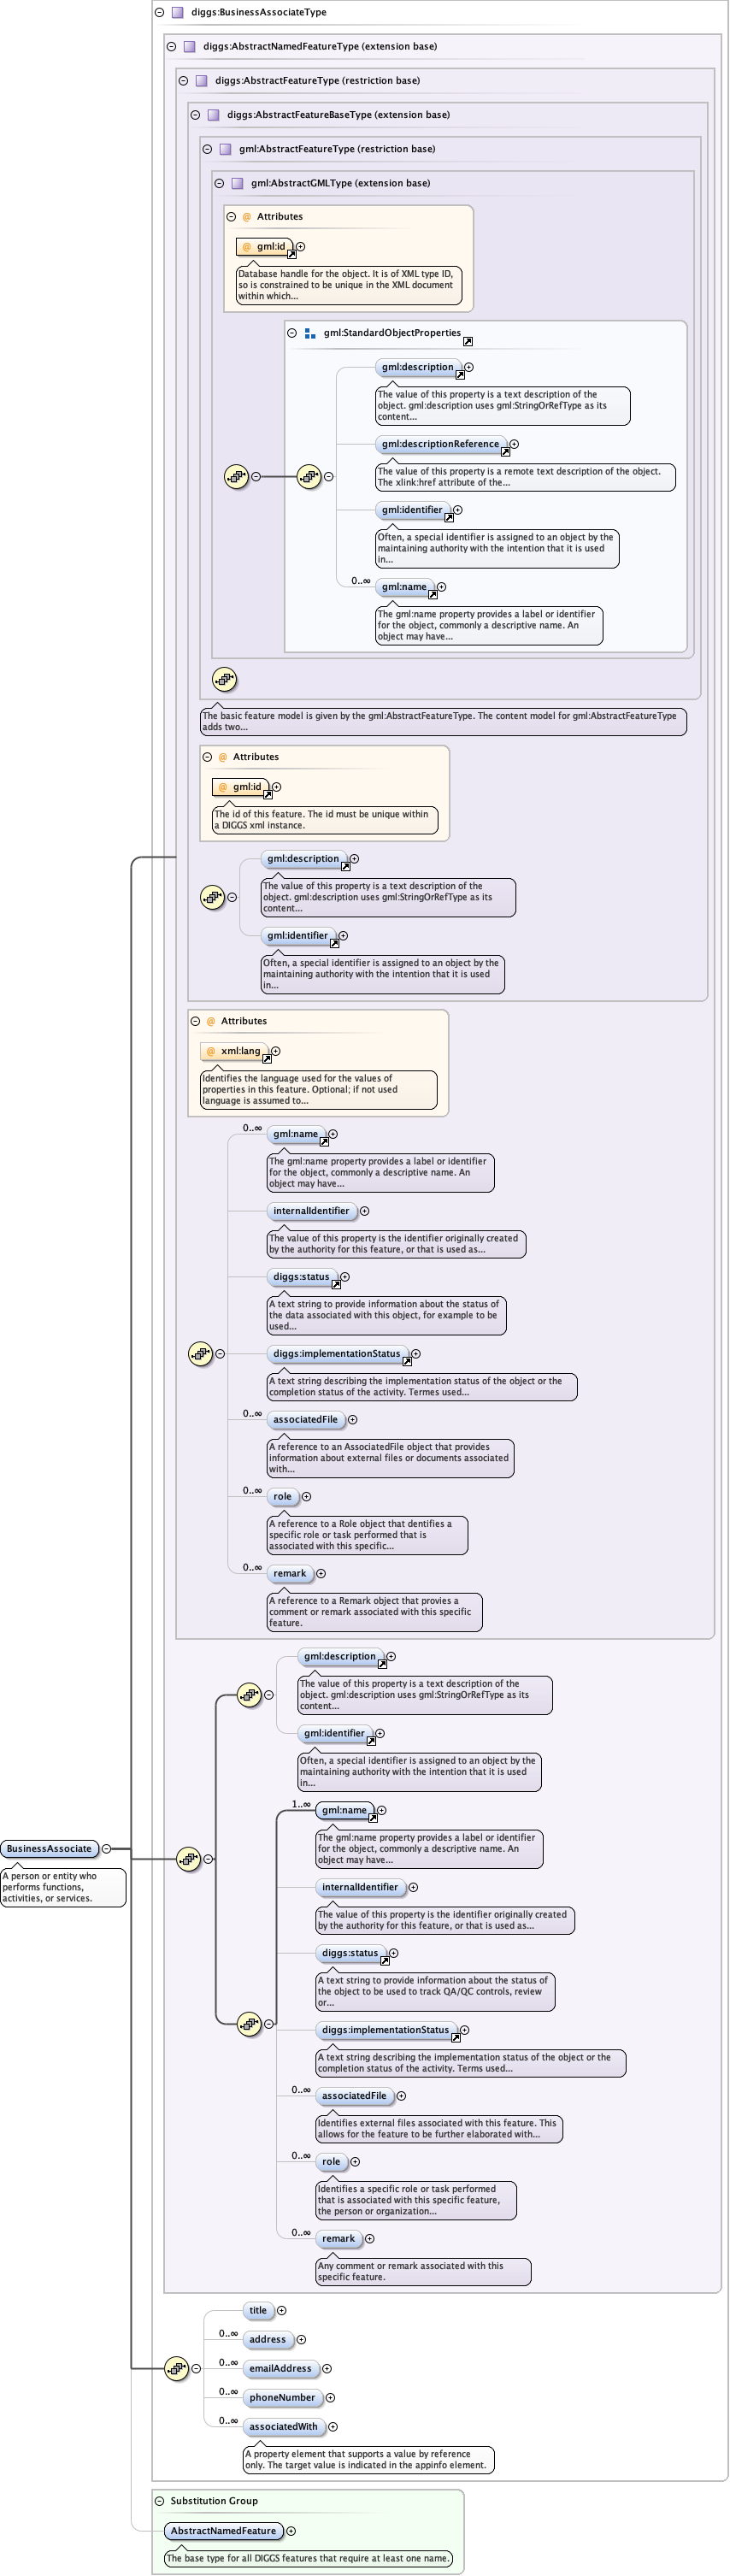 diggs:BusinessAssociateType
diggs:AbstractNamedFeatureType (extension base)
diggs:AbstractFeatureType (restriction base)
diggs:AbstractFeatureBaseType (extension base)
gml:AbstractFeatureType (restriction base)
gml:AbstractGMLType (extension base)
@ Attributes
@ gml:id
Database handle for the object. It is of XML type ID,
so is constrained to be unique in the XML document
within which...
gml:StandardObjectProperties
gml:description
The value of this property is a text description of the
object. gml:description uses gml:StringOrRefType as its
content...
gml:descriptionReference
The value of this property is a remote text description of the object.
The xlink:href attribute of the...
gml:identifier
Often, a special identifier is assigned to an object by the
maintaining authority with the intention that it is used
in...
0..∞
gml:name
The gml:name property provides a label or identifier
for the object, commonly a descriptive name. An
object may have...
The basic feature model is given by the gml:AbstractFeatureType. The content model for gml:AbstractFeatureType
adds two...
@ Attributes
@ gml:id
The id of this feature. The id must be unique within
a DIGGS xml instance.
gml:description
The value of this property is a text description of the
object. gml:description uses gml:StringOrRefType as its
content...
gml:identifier
Often, a special identifier is assigned to an object by the
maintaining authority with the intention that it is used
in...
@ Attributes
@ xml:lang
Identifies the language used for the values of
properties in this feature. Optional; if not used
language is assumed to...
0..∞
gml:name
The gml:name property provides a label or identifier
for the object, commonly a descriptive name. An
object may have...
internalIdentifier
The value of this property is the identifier originally created
by the authority for this feature, or that is used as...
diggs:status
A text string to provide information about the status of
the data associated with this object, for example to be
used...
diggs:implementationStatus
A text string describing the implementation status of the object or the
completion status of the activity. Termes used...
0..∞
associatedFile
A reference to an AssociatedFile object that provides
information about external files or documents associated
with...
0..∞
role
A reference to a Role object that dentifies a
specific role or task performed that is
associated with this specific...
0..∞
remark
A reference to a Remark object that provies a
comment or remark associated with this specific
feature.
gml:description
The value of this property is a text description of the
object. gml:description uses gml:StringOrRefType as its
content...
gml:identifier
Often, a special identifier is assigned to an object by the
maintaining authority with the intention that it is used
in...
1..∞
gml:name
The gml:name property provides a label or identifier
for the object, commonly a descriptive name. An
object may have...
BusinessAssociate
A person or entity who
performs functions,
activities, or services.
internalIdentifier
The value of this property is the identifier originally created
by the authority for this feature, or that is used as...
diggs:status
A text string to provide information about the status of
the object to be used to track QA/QC controls, review
or...
diggs:implementationStatus
A text string describing the implementation status of the object or the
completion status of the activity. Terms used...
0..∞
associatedFile
Identifies external files associated with this feature. This
allows for the feature to be further elaborated with...
0..∞
role
Identifies a specific role or task performed
that is associated with this specific feature,
the person or organization...
0..∞
remark
Any comment or remark associated with this
specific feature.
title
0..∞
address
0..∞
emailAddress
0..∞
phoneNumber
0..∞
associatedWith
A property element that supports a value by reference
only. The target value is indicated in the appinfo element.
Substitution Group
AbstractNamedFeature
The base type for all DIGGS features that require at least one name.